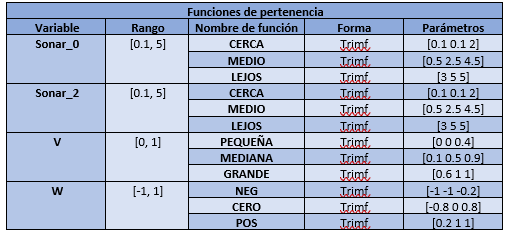 Funciones de pertenencia
Variable Rango Nombre de función Forma Parámetros
Sonar_0 [0.1, 5] CERCA Trimf. [0.1 0.1 2]
MEDIO Trimf. [0.5 2.5 4.5]
LEJOS Trimf. [3 5 5]
Sonar_2 [0.1, 5] CERCA Trimf. [0.1 0.1 2]
MEDIO Trimf. [0.5 2.5 4.5]
LEJOS Trimf. [3 5 5]
V [0, 1] PEQUEÑA Trimf. [0 0 0.4]
MEDIANA Trimf. [0.1 0.5 0.9]
GRANDE Trimf. [0.6 1 1]
W [-1, 1] NEG Trimf. [-1 -1 -0.2]
CERO Trimf. [-0.8 0 0.8]
POS Trimf. [0.2 1 1]